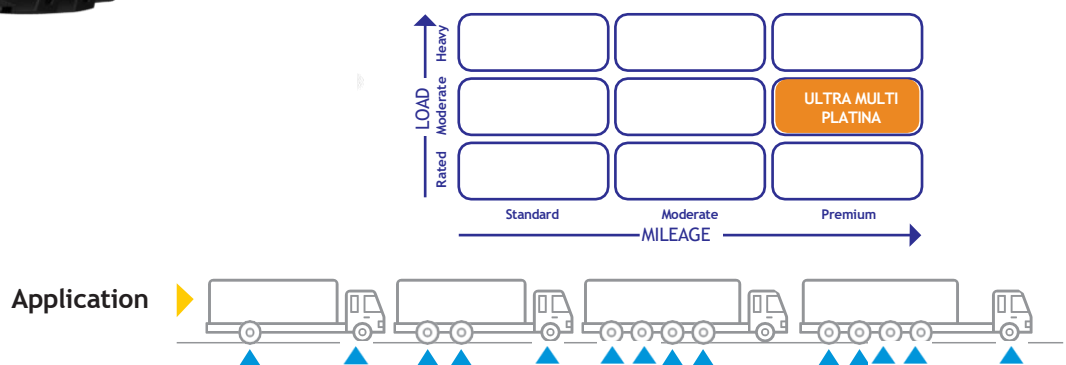 Heavy
Moderate
Rated
LOAD
ULTRA MULTI
PLATINA
Standard Moderate Premium
MILEAGE
Application